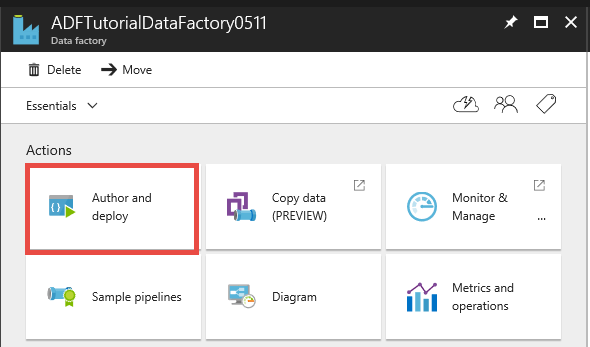 ADFTutorialDataFactory0511
Data factory
Delete Move
Essentials
Actions
Author and
deploy
Copy data
(PREVIEW)
Monitor &
Manage ...
Sample pipelines
Diagram
Metrics and
operations